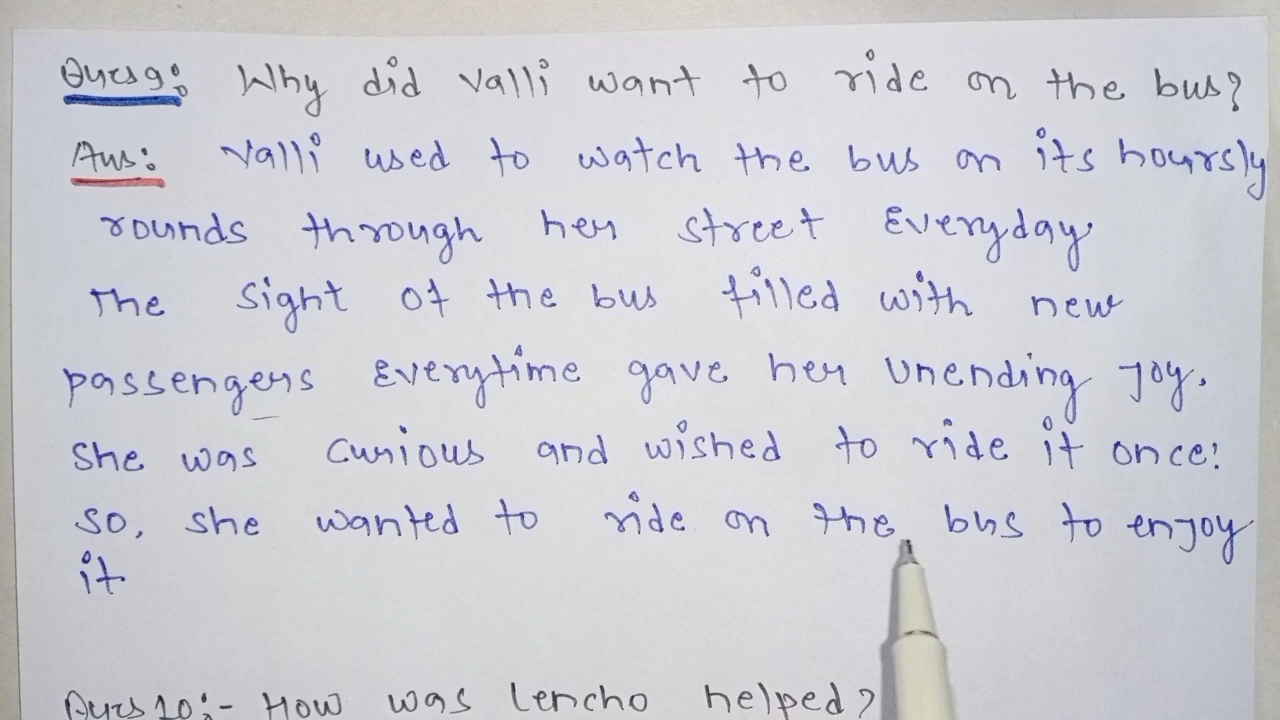 Ques9: Why did Valli want to ride on the bus?
Ans: Valli used to watch the bus on its hoursly
rounds through her street Everyday.
The Sight of the bus filled with new
passengers Everytime gave her Unending Joy.
She was Curious and wished to ride it once.
So, she wanted to ride on the bus to enjoy
it
Ques10:- How was lencho helped?